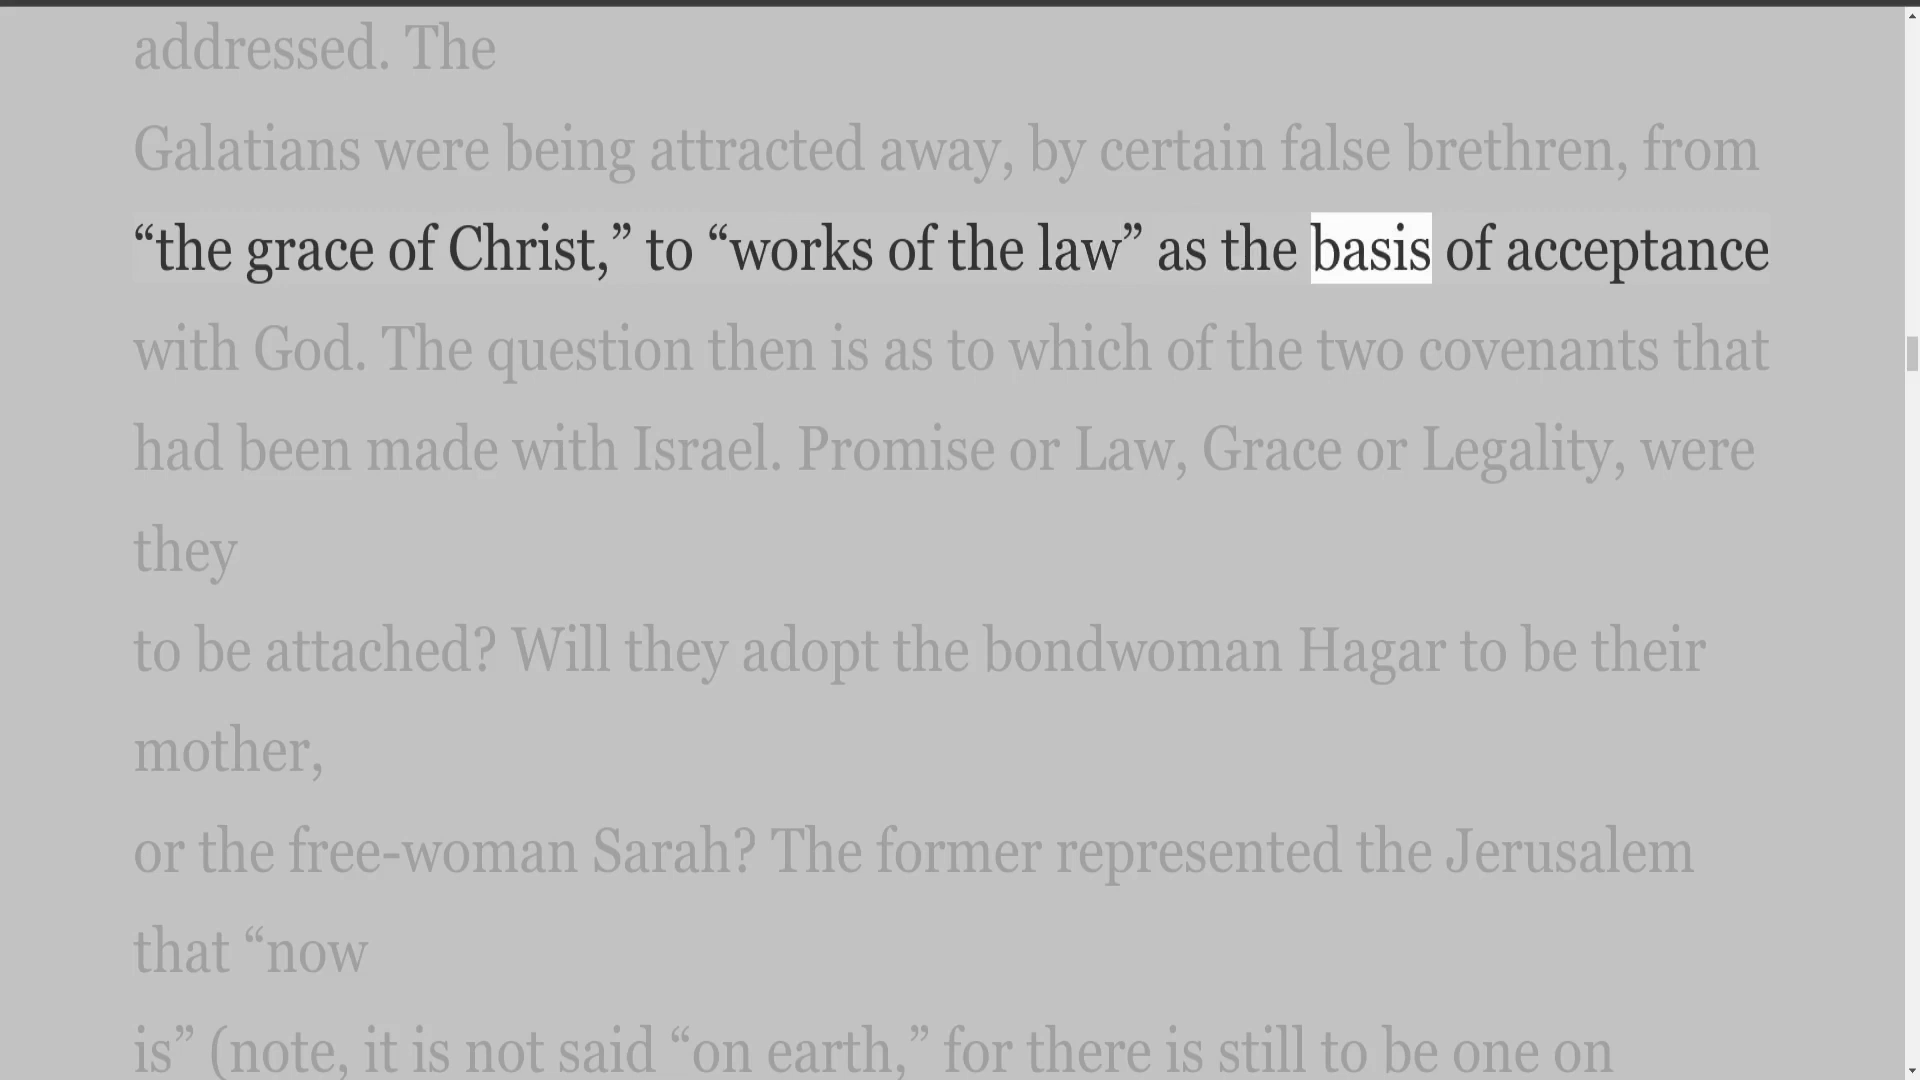 addressed. The
Galatians were being attracted away, by certain false brethren, from
“the grace of Christ,” to “works of the law” as the basis of acceptance
with God. The question then is as to which of the two covenants that
had been made with Israel. Promise or Law, Grace or Legality, were
they
to be attached? Will they adopt the bondwoman Hagar to be their
mother,
or the free-woman Sarah? The former represented the Jerusalem
that “now
is” (note, it is not said “on earth,” for there is still to be one on